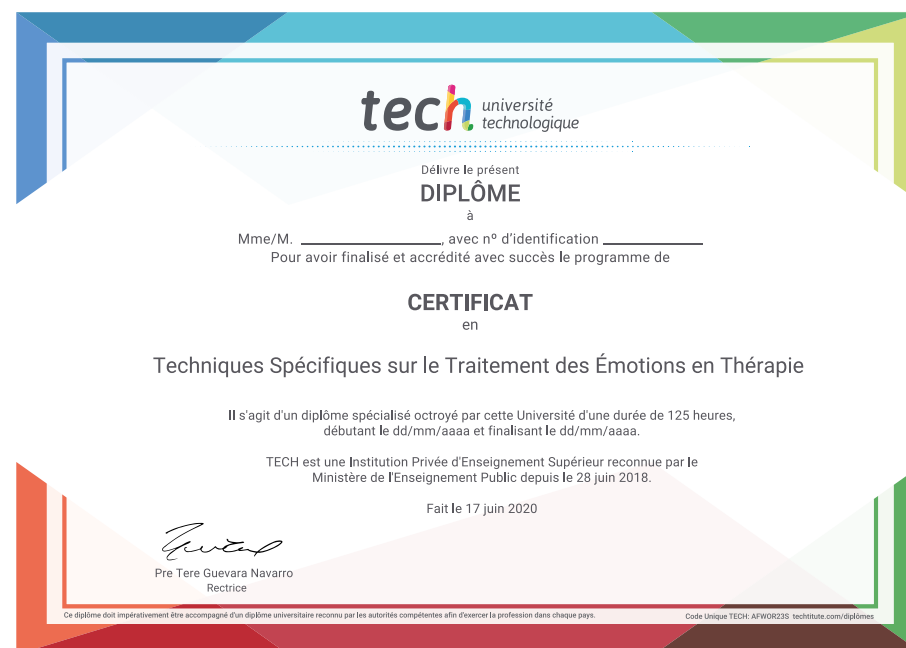 tech université
technologique
Délivre le présent
DIPLÔME
à
Mme/M. ____________________, avec nº d'identification ______________
Pour avoir finalisé et accrédité avec succès le programme de
CERTIFICAT
en
Techniques Spécifiques sur le Traitement des Émotions en Thérapie
Il s'agit d'un diplôme spécialisé octroyé par cette Université d'une durée de 125 heures,
débutant le dd/mm/aaaa et finalisant le dd/mm/aaaa.
TECH est une Institution Privée d'Enseignement Supérieur reconnue par le
Ministère de l'Enseignement Public depuis le 28 juin 2018.
Fait le 17 juin 2020
Pre Tere Guevara Navarro
Rectrice
Ce diplôme doit impérativement être accompagné d'un diplôme universitaire reconnu par les autorités compétentes afin d'exercer la profession dans chaque pays.
Code Unique TECH: AFWOR23S techtitute.com/diplômes